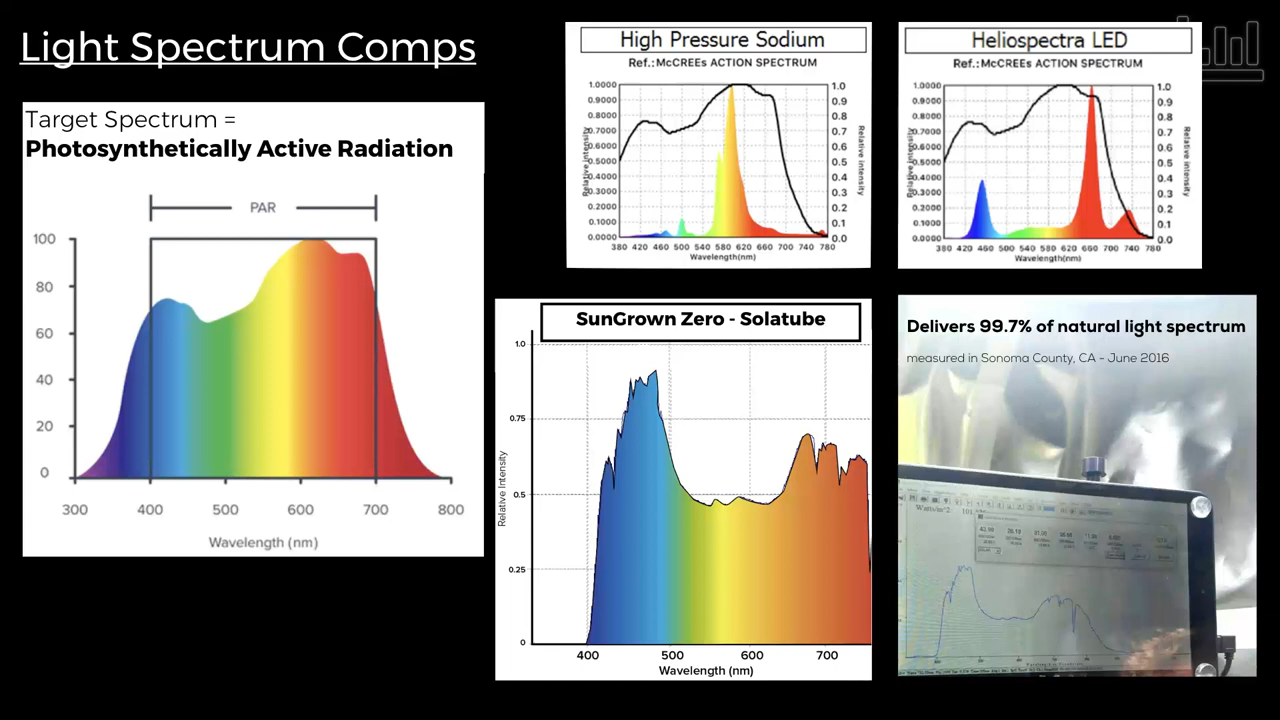 Light Spectrum Comps
Target Spectrum =
Photosynthetically Active Radiation
PAR
100
80
60
40
20
0
300 400 500 600 700 800
Wavelength (nm)
High Pressure Sodium
Ref.: McCREEs ACTION SPECTRUM
1.0000 1.0
0.9000 0.9
0.8000 0.8
0.7000 0.7
0.6000 0.6
0.5000 0.5
0.4000 0.4
0.3000 0.3
0.2000 0.2
0.1000 0.1
0.0000 0.0
Relative intensity
Relative intensity
380 420 460 500 540 580 620 660 700 740 780
Wavelength(nm)
Heliospectra LED
Ref.: McCREEs ACTION SPECTRUM
1.0000 1.0
0.9000 0.9
0.8000 0.8
0.7000 0.7
0.6000 0.6
0.5000 0.5
0.4000 0.4
0.3000 0.3
0.2000 0.2
0.1000 0.1
0.0000 0.0
Relative intensity
Relative intensity
380 420 460 500 540 580 620 660 700 740 780
Wavelength(nm)
SunGrown Zero - Solatube
1.0
0.75
0.5
0.25
0
Relative Intensity
400 500 600 700
Wavelength (nm)
Delivers 99.7% of natural light spectrum
measured in Sonoma County, CA - June 2016
Watts/m^2 101